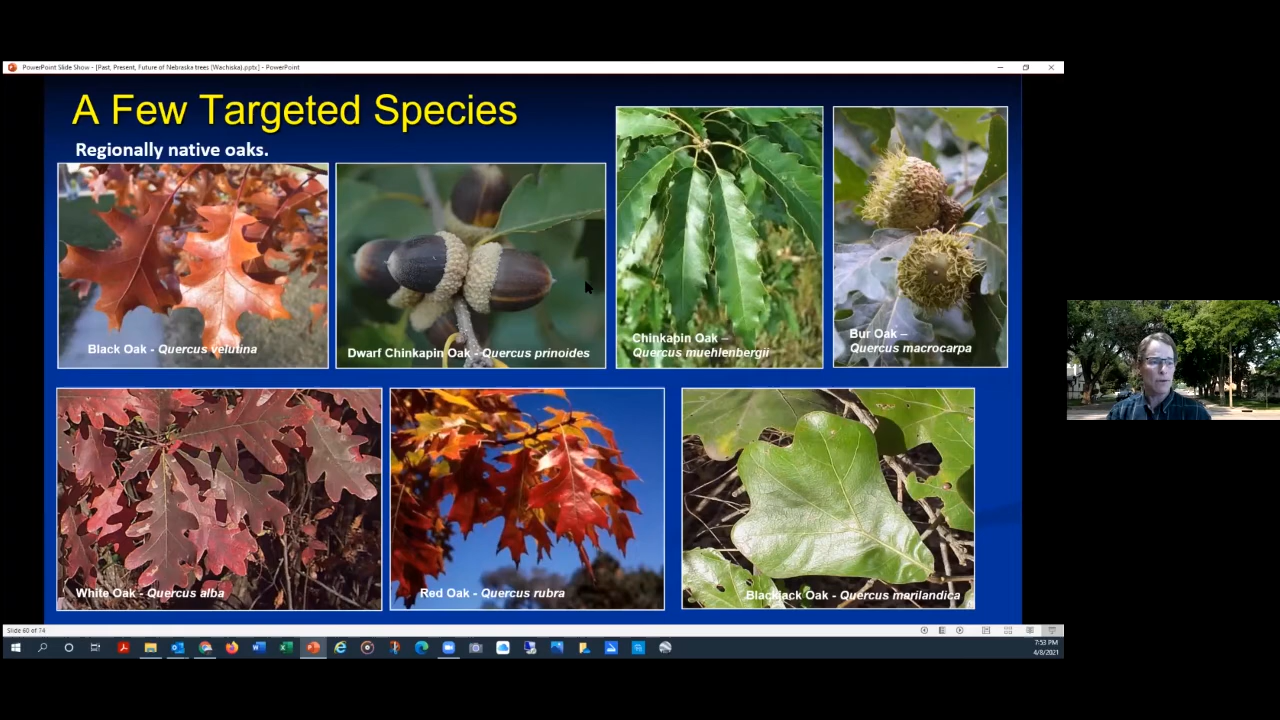 PowerPoint Slide Show - [Past, Present, Future of Nebraska trees (Wachiska).pptx] - PowerPoint
A Few Targeted Species
Regionally native oaks.
Black Oak - Quercus velutina
Dwarf Chinkapin Oak - Quercus prinoides
Chinkapin Oak –
Quercus muehlenbergii
Bur Oak –
Quercus macrocarpa
White Oak - Quercus alba
Red Oak - Quercus rubra
Blackjack Oak - Quercus marilandica
Slide 60 of 74
7:53 PM
4/8/2021